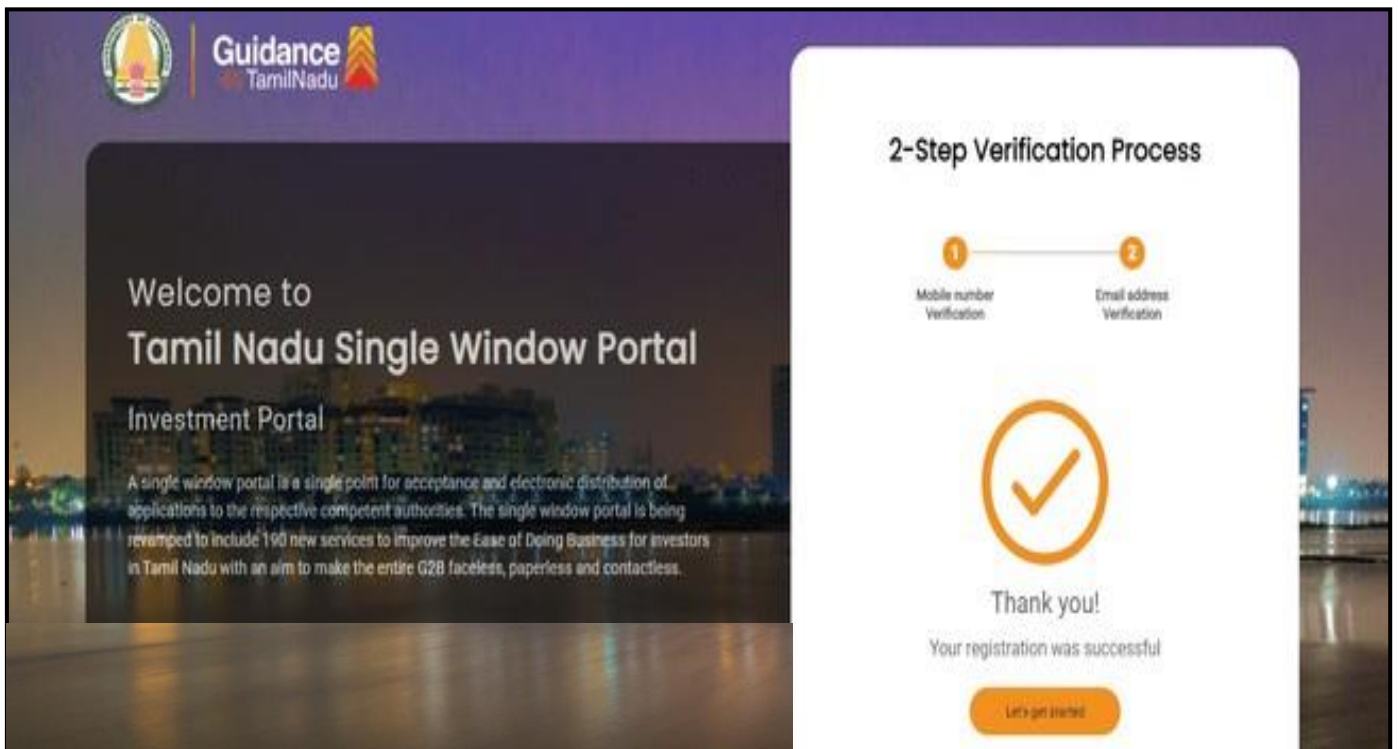 Guidance
TamilNadu
Welcome to
Tamil Nadu Single Window Portal
Investment Portal
A single window portal is a single point for acceptance and electronic distribution of
applications to the respective competent authorities. The single window portal is being
revamped to include 190 new services to improve the Ease of Doing Business for investors
in Tamil Nadu with an aim to make the entire G2B faceless, paperless and contactless.
2-Step Verification Process
1
2
Mobile number
Verification
Email address
Verification
Thank you!
Your registration was successful
Let's get started